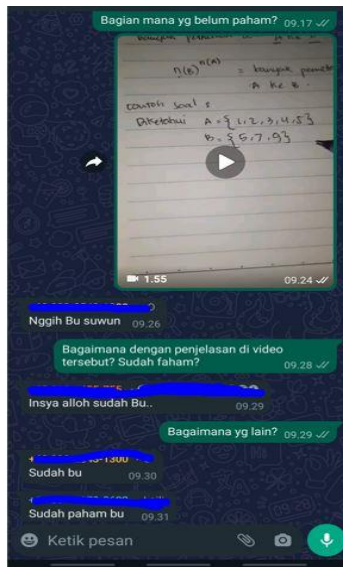 Bagian mana yg belum paham? 09.17
n(B) n(A) = banyak
A ke B.
contoh soal :
Diketahui A = {1,2,3,4,5}
B = {5,7,9}
1.55 09.24
Nggih Bu suwun 09.26
Bagaimana dengan penjelasan di video
tersebut? Sudah faham? 09.28
Insya alloh sudah Bu.. 09.29
Bagaimana yg lain? 09.29
Sudah bu 09.30
Sudah paham bu 09.31
Ketik pesan